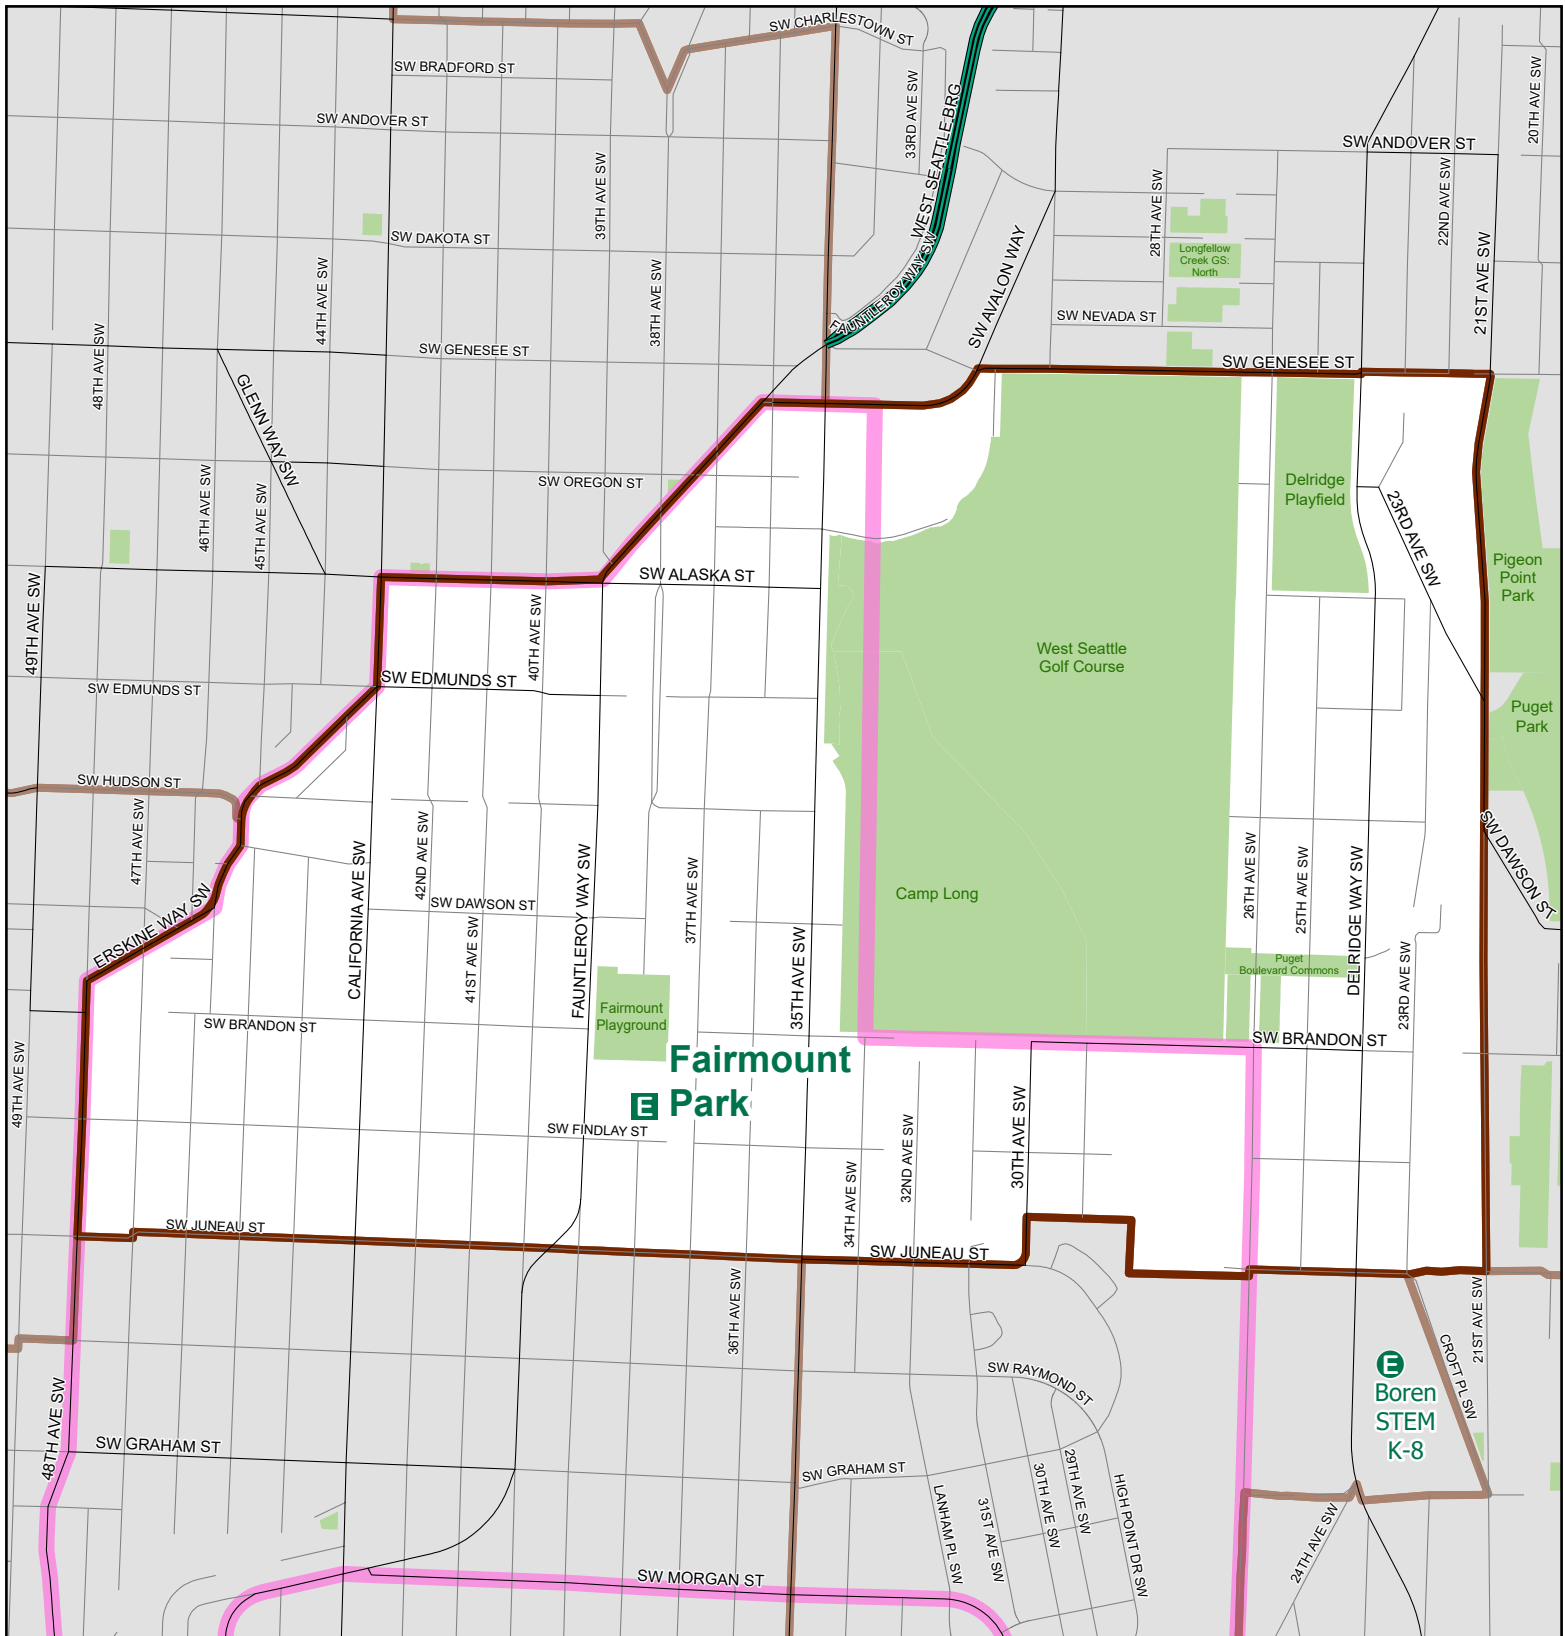 SW CHARLESTOWN ST
SW BRADFORD ST
33RD AVE SW
WEST SEATTLE BRG
20TH AVE SW
SW ANDOVER ST
SW ANDOVER ST
39TH AVE SW
28TH AVE SW
22ND AVE SW
SW DAKOTA ST
FAUNTLEROY WAY SW
SW AVALON WAY
Longfellow
Creek GS:
North
44TH AVE SW
38TH AVE SW
21ST AVE SW
SW NEVADA ST
48TH AVE SW
SW GENESEE ST
SW GENESEE ST
GLENN WAY SW
46TH AVE SW
45TH AVE SW
SW OREGON ST
Delridge
Playfield
23RD AVE SW
49TH AVE SW
SW ALASKA ST
Pigeon
Point
Park
40TH AVE SW
West Seattle
Golf Course
SW EDMUNDS ST
SW EDMUNDS ST
Puget
Park
SW HUDSON ST
47TH AVE SW
42ND AVE SW
CALIFORNIA AVE SW
FAUNTLEROY WAY SW
37TH AVE SW
26TH AVE SW
25TH AVE SW
DELRIDGE WAY SW
SW DAWSON ST
Camp Long
SW DAWSON ST
ERSKINE WAY SW
41ST AVE SW
35TH AVE SW
23RD AVE SW
Puget
Boulevard Commons
Fairmount
Playground
SW BRANDON ST
SW BRANDON ST
49TH AVE SW
Fairmount
E Park
30TH AVE SW
32ND AVE SW
SW FINDLAY ST
34TH AVE SW
SW JUNEAU ST
SW JUNEAU ST
36TH AVE SW
21ST AVE SW
CROFT PL SW
E
Boren
STEM
K-8
SW RAYMOND ST
48TH AVE SW
SW GRAHAM ST
SW GRAHAM ST
LANHAM PL SW
31ST AVE SW
30TH AVE SW
29TH AVE SW
HIGH POINT DR SW
24TH AVE SW
SW MORGAN ST